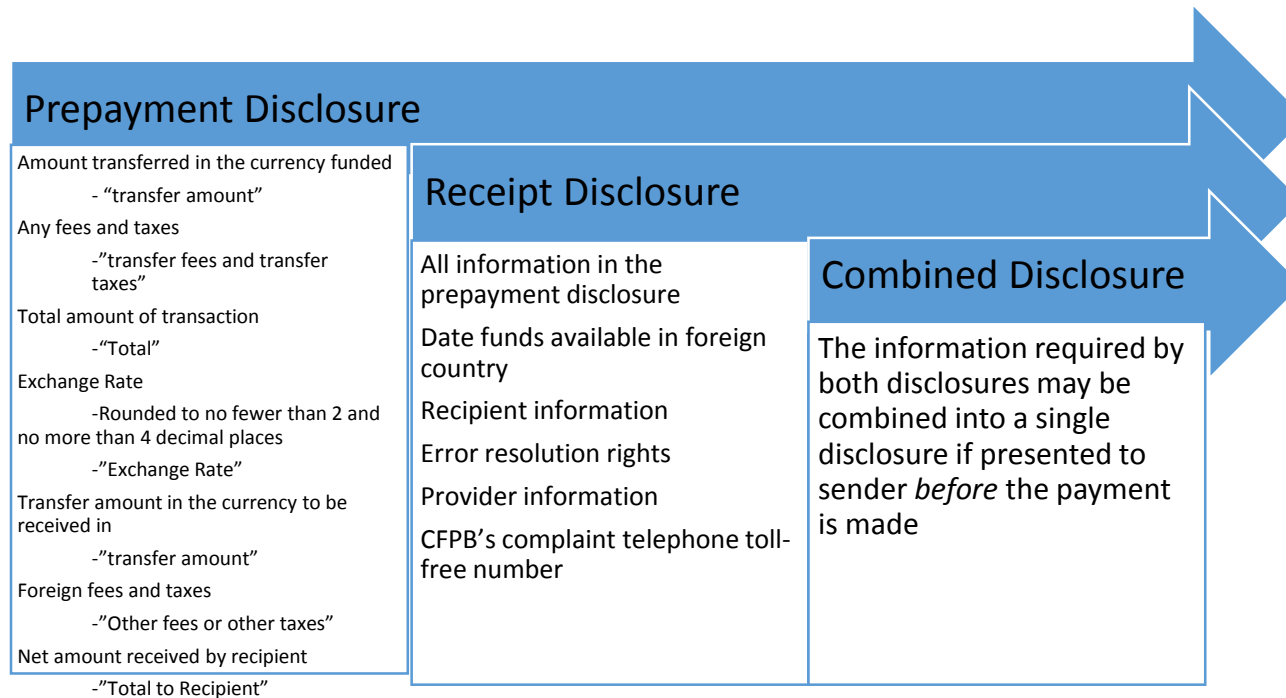 Prepayment Disclosure
Amount transferred in the currency funded
- “transfer amount”
Any fees and taxes
-”transfer fees and transfer
taxes”
Total amount of transaction
-“Total”
Exchange Rate
-Rounded to no fewer than 2 and
no more than 4 decimal places
-”Exchange Rate”
Transfer amount in the currency to be
received in
-”transfer amount”
Foreign fees and taxes
-”Other fees or other taxes”
Net amount received by recipient
-”Total to Recipient”
Receipt Disclosure
All information in the
prepayment disclosure
Date funds available in foreign
country
Recipient information
Error resolution rights
Provider information
CFPB’s complaint telephone toll-
free number
Combined Disclosure
The information required by
both disclosures may be
combined into a single
disclosure if presented to
sender before the payment
is made